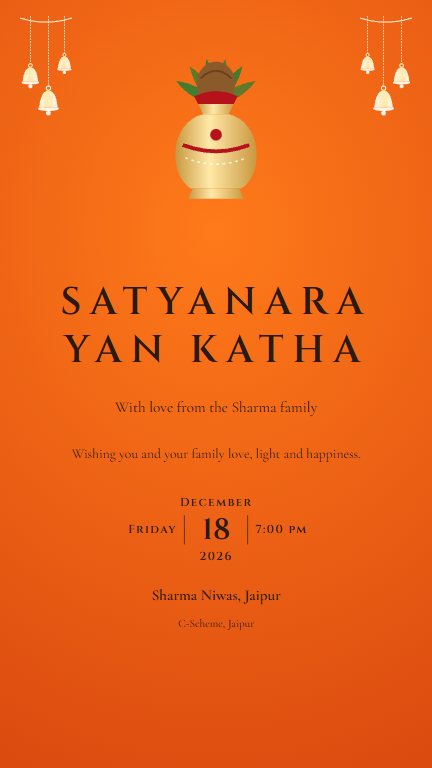 SATYANARA
YAN KATHA
With love from the Sharma family
Wishing you and your family love, light and happiness.
December
Friday 18 7:00 pm
2026
Sharma Niwas, Jaipur
C-Scheme, Jaipur